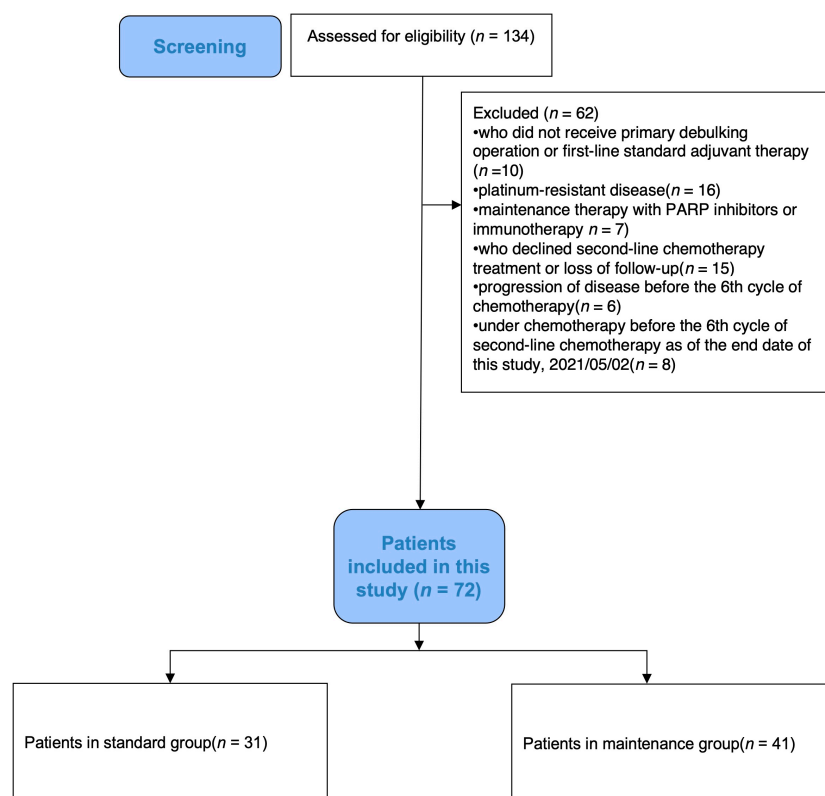 Screening
Assessed for eligibility (n = 134)
Excluded (n = 62)
•who did not receive primary debulking
operation or first-line standard adjuvant therapy
(n =10)
•platinum-resistant disease(n = 16)
•maintenance therapy with PARP inhibitors or
immunotherapy n = 7)
•who declined second-line chemotherapy
treatment or loss of follow-up(n = 15)
•progression of disease before the 6th cycle of
chemotherapy(n = 6)
•under chemotherapy before the 6th cycle of
second-line chemotherapy as of the end date of
this study, 2021/05/02(n = 8)
Patients
included in this
study (n = 72)
Patients in standard group(n = 31)
Patients in maintenance group(n = 41)